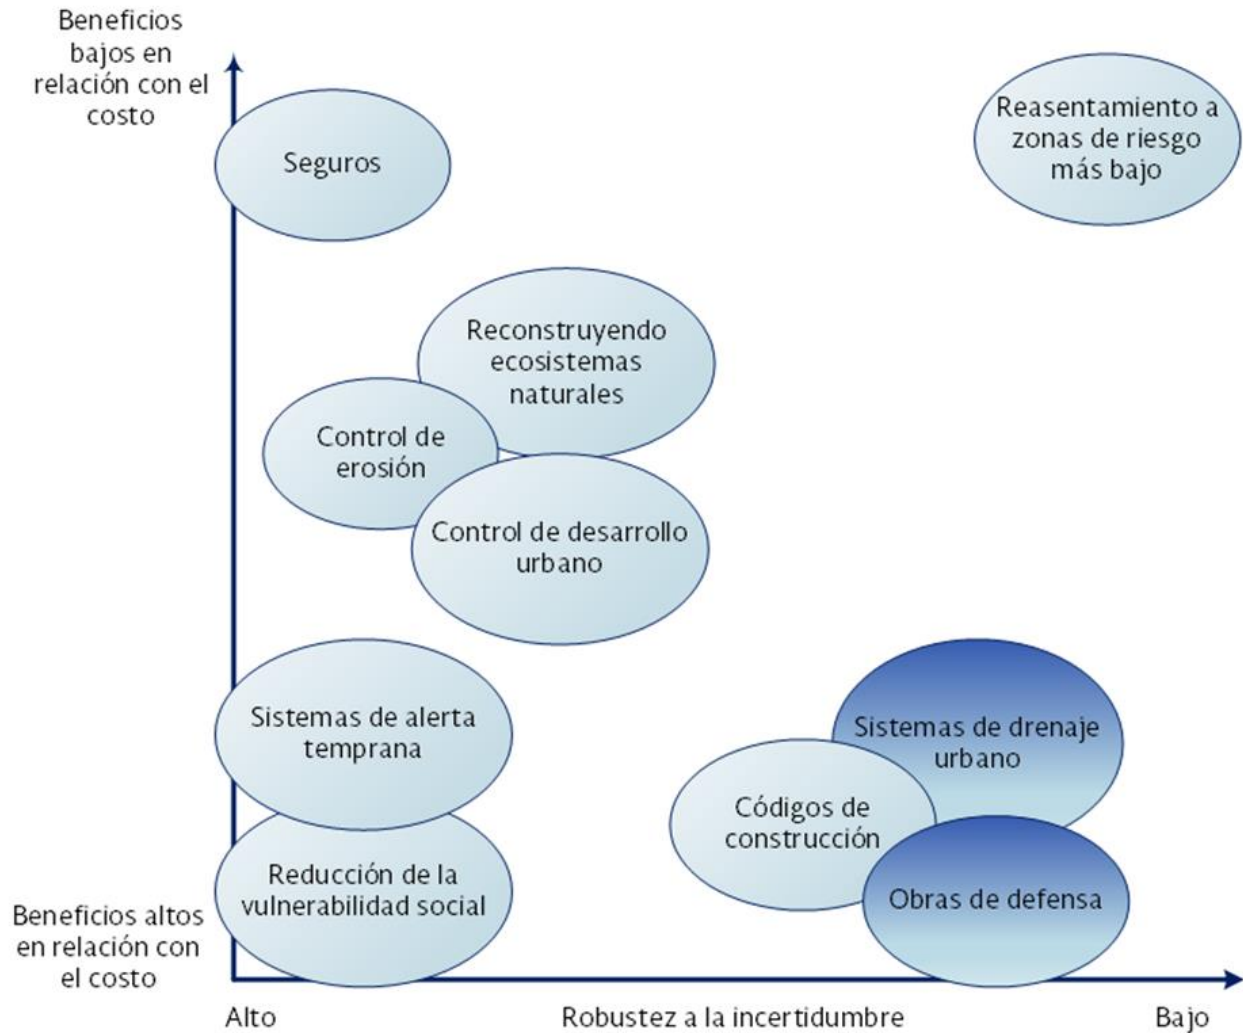 Beneficios
bajos en
relación con el
costo
Seguros
Reasentamiento a
zonas de riesgo
más bajo
Reconstruyendo
ecosistemas
naturales
Control de
erosión
Control de desarrollo
urbano
Sistemas de alerta
temprana
Sistemas de drenaje
urbano
Códigos de
construcción
Reducción de la
vulnerabilidad social
Obras de defensa
Beneficios altos
en relación con
el costo
Alto
Robustez a la incertidumbre
Bajo